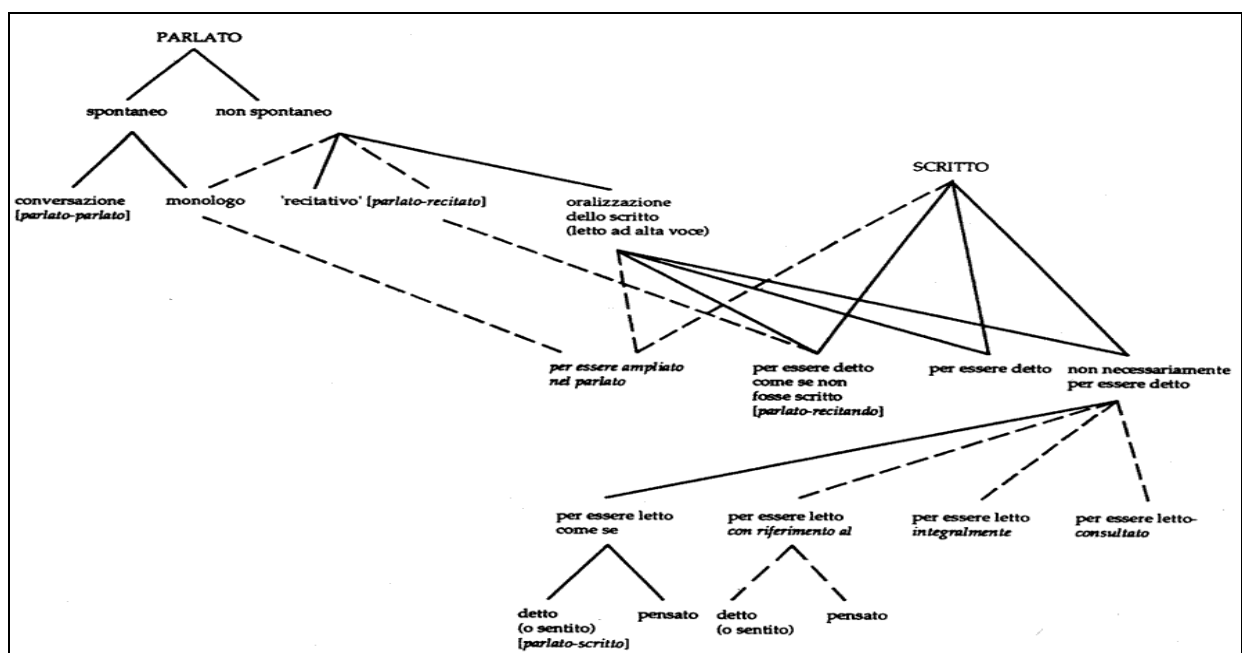 PARLATO
spontaneo
non spontaneo
SCRITTO
conversazione
[parlato-parlato]
monologo
'recitativo' [parlato-recitato]
oralizzazione
dello scritto
(letto ad alta voce)
per essere ampliato
nel parlato
per essere detto
come se non
fosse scritto
[parlato-recitando]
per essere detto
non necessariamente
per essere detto
per essere letto
come se
per essere letto
con riferimento al
per essere letto
integralmente
per essere letto-
consultato
detto
(o sentito)
[parlato-scritto]
pensato
detto
(o sentito)
pensato